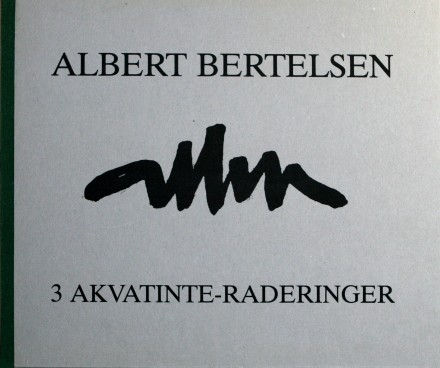 ALBERT BERTELSEN
3 AKVATINTE-RADERINGER